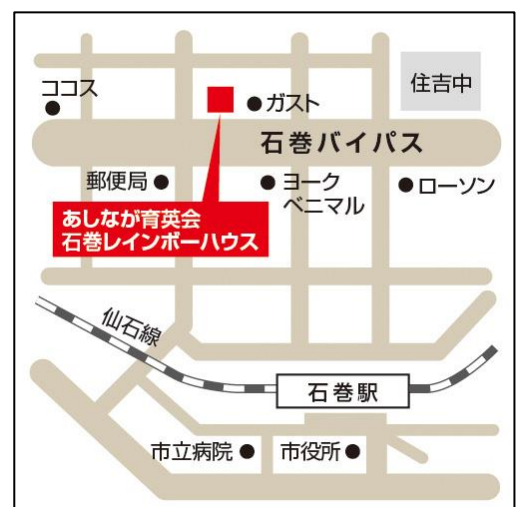 ココス
ガスト
住吉中
石巻バイパス
郵便局
ヨーク
ベニマル
ローソン
あしなが育英会
石巻レインボーハウス
仙石線
石巻駅
市立病院
市役所